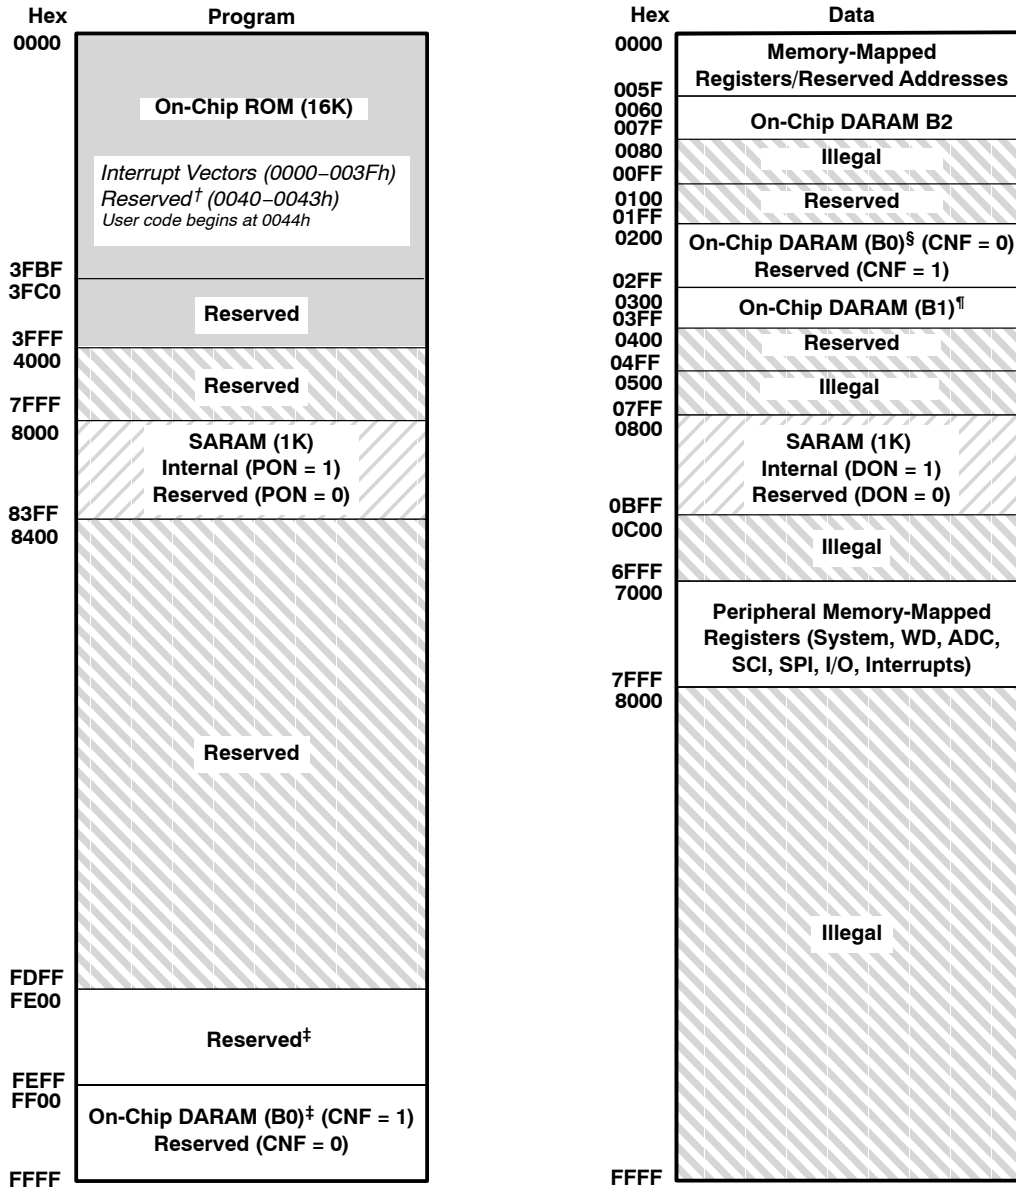 Hex
Program
0000
On-Chip ROM (16K)
Interrupt Vectors (0000–003Fh)
Reserved† (0040–0043h)
User code begins at 0044h
3FBF
3FC0
Reserved
3FFF
4000
Reserved
7FFF
8000
SARAM (1K)
Internal (PON = 1)
Reserved (PON = 0)
83FF
8400
Reserved
FDFF
FE00
Reserved‡
FEFF
FF00
On-Chip DARAM (B0)‡ (CNF = 1)
Reserved (CNF = 0)
FFFF
Hex
Data
0000
Memory-Mapped
Registers/Reserved Addresses
005F
0060
007F
On-Chip DARAM B2
0080
Illegal
00FF
0100
Reserved
01FF
0200
On-Chip DARAM (B0)§ (CNF = 0)
Reserved (CNF = 1)
02FF
0300
On-Chip DARAM (B1)¶
03FF
0400
Reserved
04FF
0500
Illegal
07FF
0800
SARAM (1K)
Internal (DON = 1)
Reserved (DON = 0)
0BFF
0C00
Illegal
6FFF
7000
Peripheral Memory-Mapped
Registers (System, WD, ADC,
SCI, SPI, I/O, Interrupts)
7FFF
8000
Illegal
FFFF